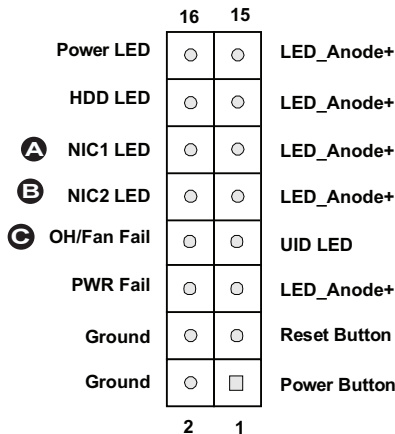 16 15
Power LED LED_Anode+
HDD LED LED_Anode+
A NIC1 LED LED_Anode+
B NIC2 LED LED_Anode+
C OH/Fan Fail UID LED
PWR Fail LED_Anode+
Ground Reset Button
Ground Power Button
2 1